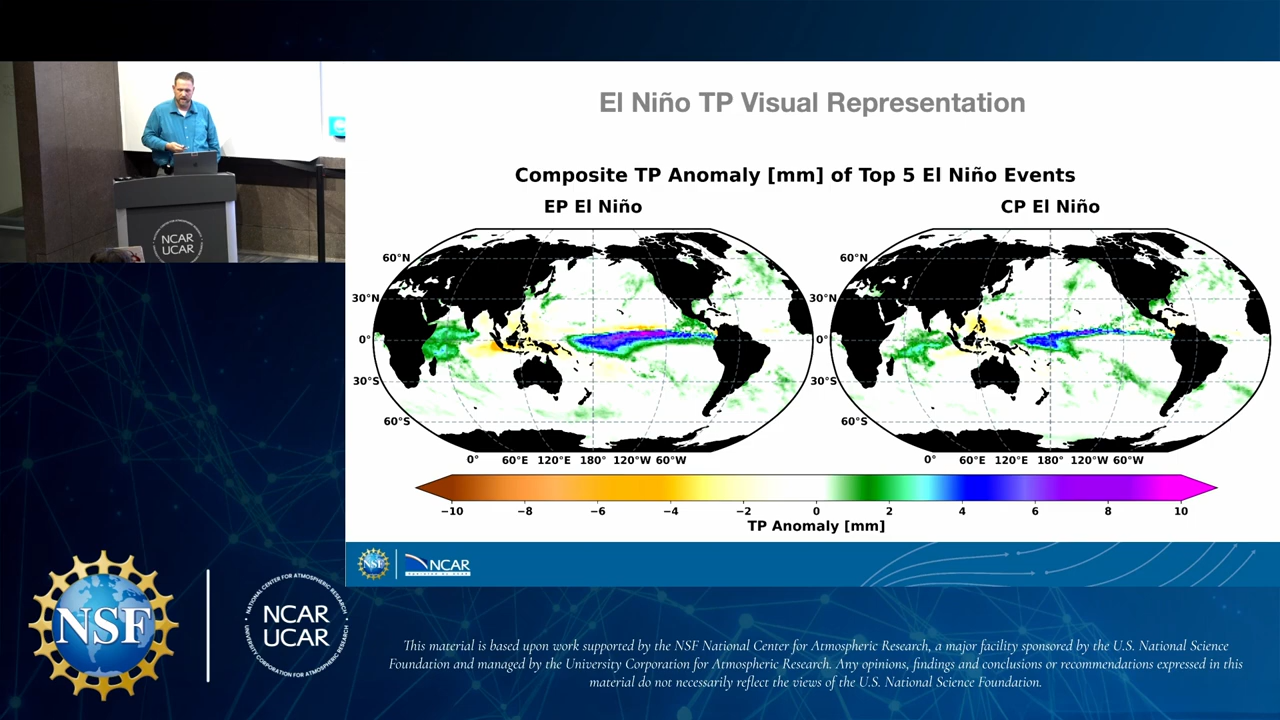 El Niño TP Visual Representation
Composite TP Anomaly [mm] of Top 5 El Niño Events
EP El Niño
CP El Niño
60°N
30°N
0°
30°S
60°S
0° 60°E 120°E 180° 120°W 60°W
60°N
30°N
0°
30°S
60°S
0° 60°E 120°E 180° 120°W 60°W
−10 −8 −6 −4 −2 0 2 4 6 8 10
TP Anomaly [mm]
NCAR
UCAR
NSF
NCAR
NSF
NATIONAL CENTER FOR ATMOSPHERIC RESEARCH
NCAR
UCAR
UNIVERSITY CORPORATION FOR ATMOSPHERIC RESEARCH
This material is based upon work supported by the NSF National Center for Atmospheric Research, a major facility sponsored by the U.S. National Science
Foundation and managed by the University Corporation for Atmospheric Research. Any opinions, findings and conclusions or recommendations expressed in this
material do not necessarily reflect the views of the U.S. National Science Foundation.